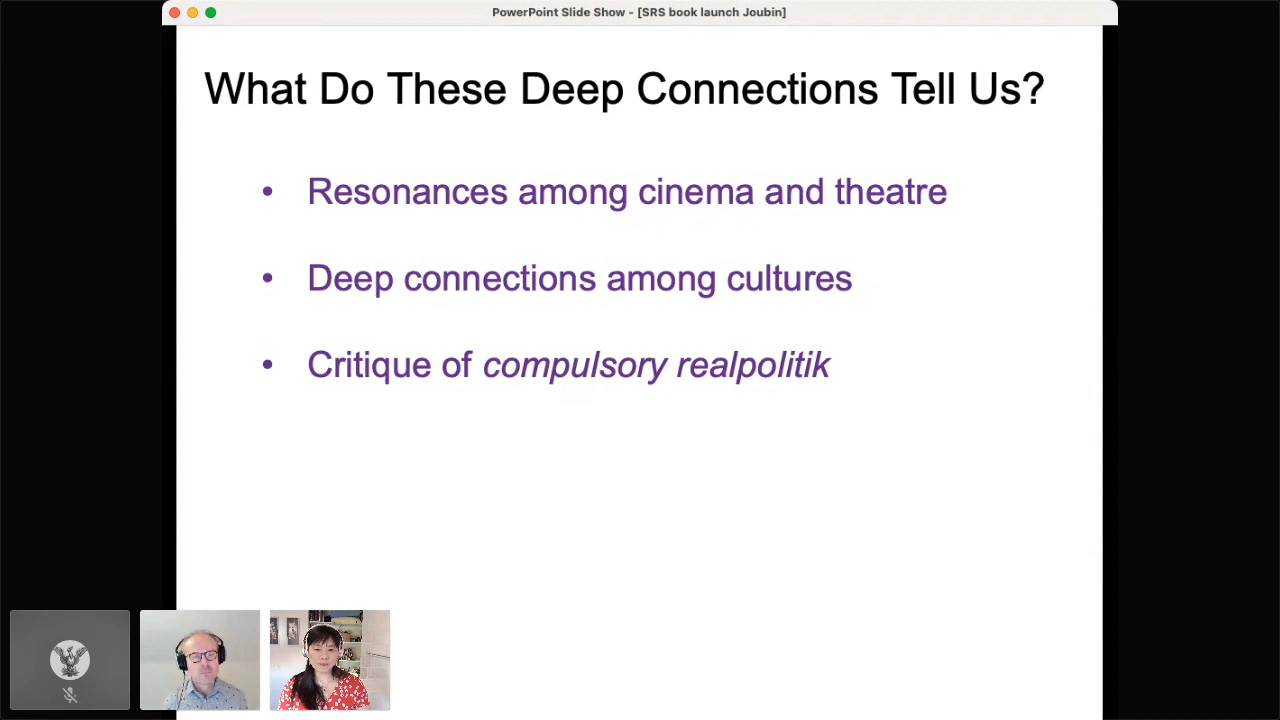 PowerPoint Slide Show - [SRS book launch Joubin]
What Do These Deep Connections Tell Us?
• Resonances among cinema and theatre
• Deep connections among cultures
• Critique of compulsory realpolitik